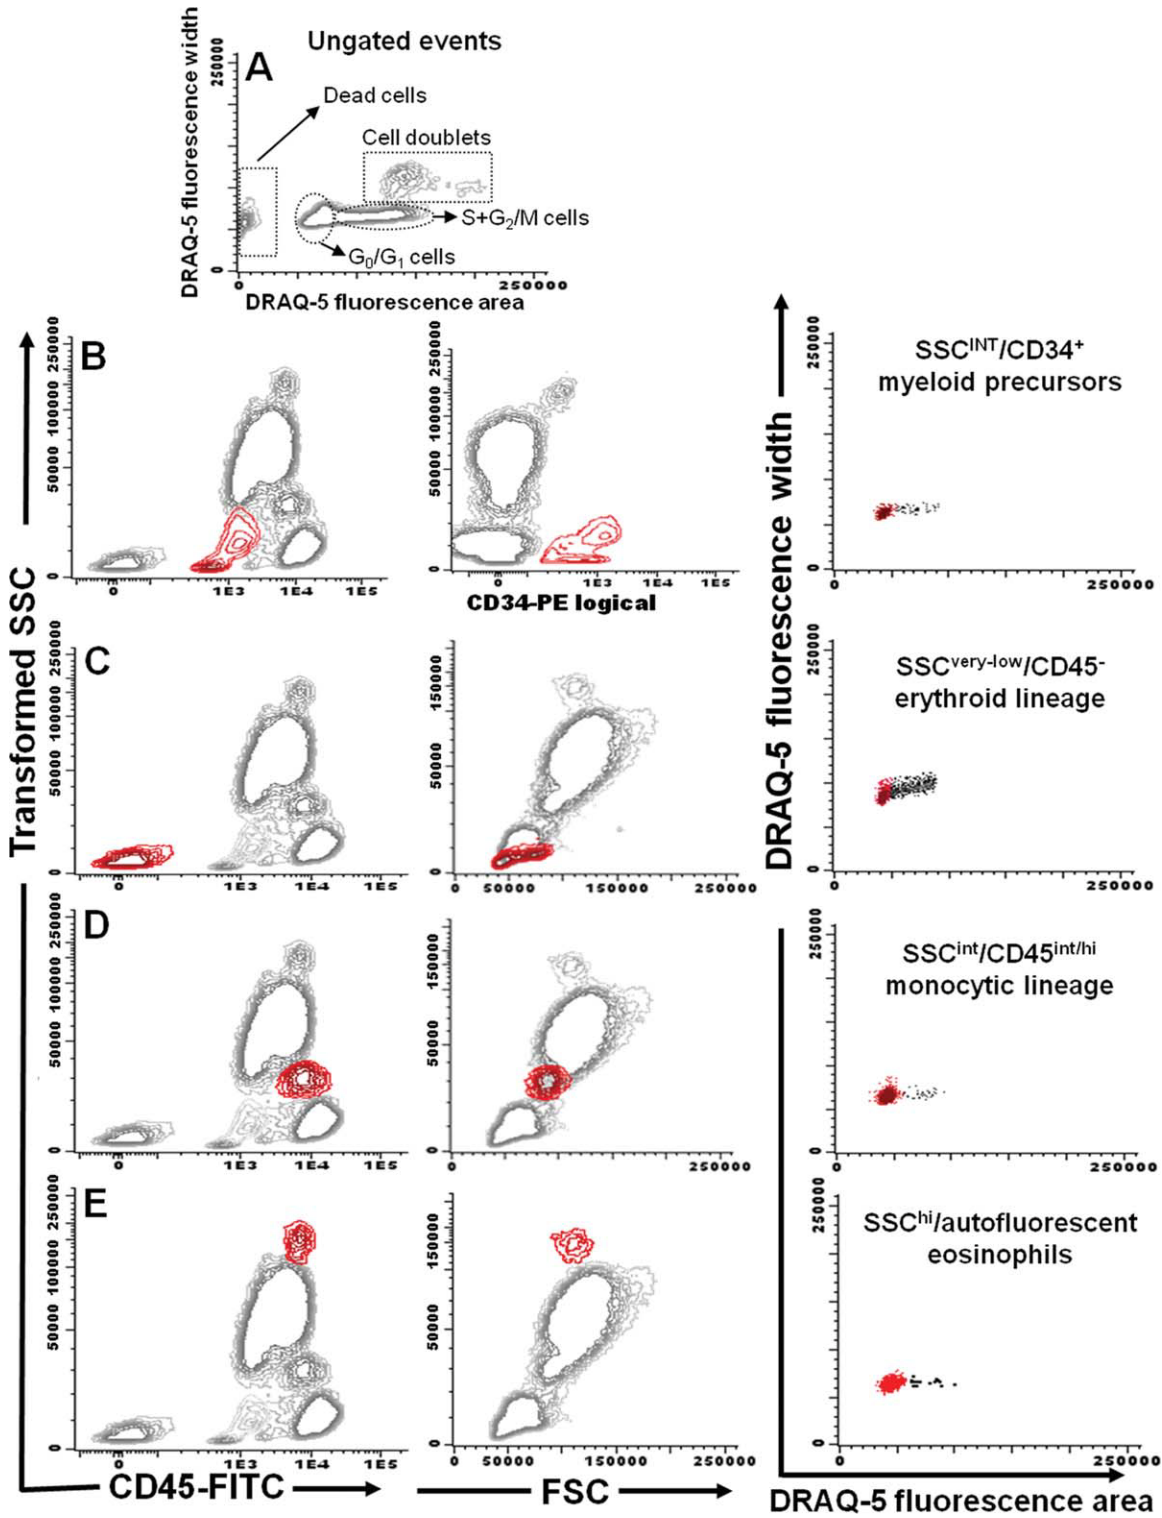 Ungated events
A
DRAQ-5 fluorescence width
250000
0
Dead cells
Cell doublets
S+G2/M cells
G0/G1 cells
0 250000
DRAQ-5 fluorescence area
Transformed SSC
B
0 50000 100000 250000
0 1E3 1E4 1E5
0 50000 100000 250000
1E3 1E4 1E5
CD34-PE logical
DRAQ-5 fluorescence width
SSCINT/CD34+
myeloid precursors
250000
0
0 250000
C
0 50000 100000 250000
0 1E3 1E4 1E5
0 50000 150000
0 50000 150000 250000
SSCvery-low/CD45-
erythroid lineage
250000
0
0 250000
D
0 50000 100000 250000
0 1E3 1E4 1E5
0 50000 150000
0 250000
SSCint/CD45int/hi
monocytic lineage
250000
0
0 250000
E
0 50000 100000 250000
0 1E3 1E4 1E5
0 50000 150000
0 50000 150000 250000
SSChi/autofluorescent
eosinophils
250000
0
0 250000
CD45-FITC
FSC
DRAQ-5 fluorescence area